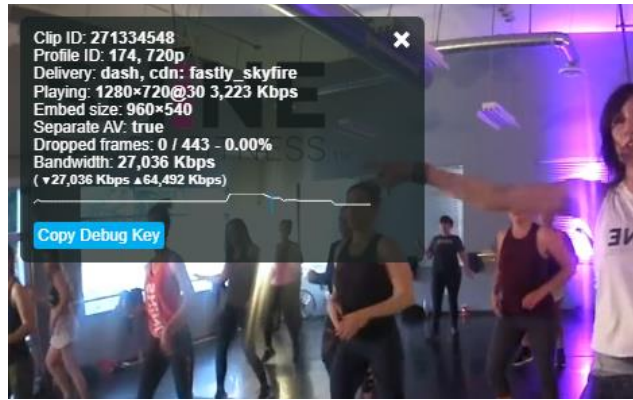 Clip ID: 271334548
Profile ID: 174, 720p
Delivery: dash, cdn: fastly_skyfire
Playing: 1280×720@30 3,223 Kbps
Embed size: 960×540
Separate AV: true
Dropped frames: 0 / 443 - 0.00%
Bandwidth: 27,036 Kbps
(▼27,036 Kbps ▲64,492 Kbps)
Copy Debug Key